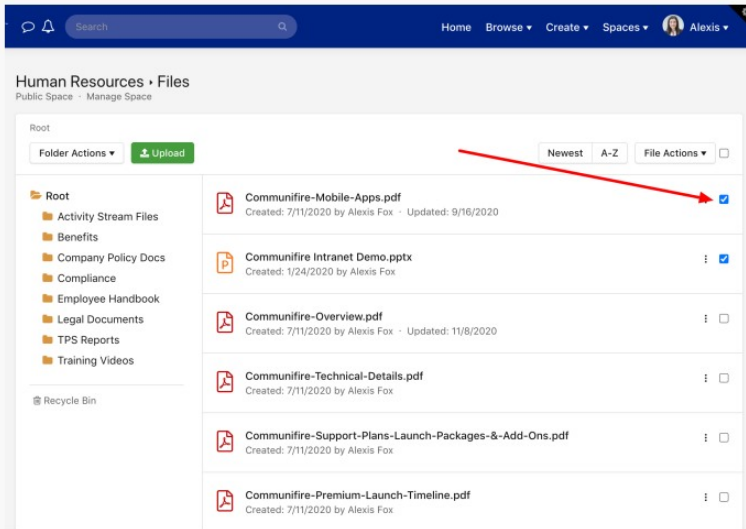 Search
Home Browse Create Spaces Alexis
Human Resources › Files
Public Space · Manage Space
Root
Folder Actions Upload Newest A-Z File Actions
Root
Activity Stream Files
Benefits
Company Policy Docs
Compliance
Employee Handbook
Legal Documents
TPS Reports
Training Videos
Recycle Bin
Communifire-Mobile-Apps.pdf
Created: 7/11/2020 by Alexis Fox · Updated: 9/16/2020
Communifire Intranet Demo.pptx
Created: 1/24/2020 by Alexis Fox
Communifire-Overview.pdf
Created: 7/11/2020 by Alexis Fox · Updated: 11/8/2020
Communifire-Technical-Details.pdf
Created: 7/11/2020 by Alexis Fox
Communifire-Support-Plans-Launch-Packages-&-Add-Ons.pdf
Created: 7/11/2020 by Alexis Fox
Communifire-Premium-Launch-Timeline.pdf
Created: 7/11/2020 by Alexis Fox